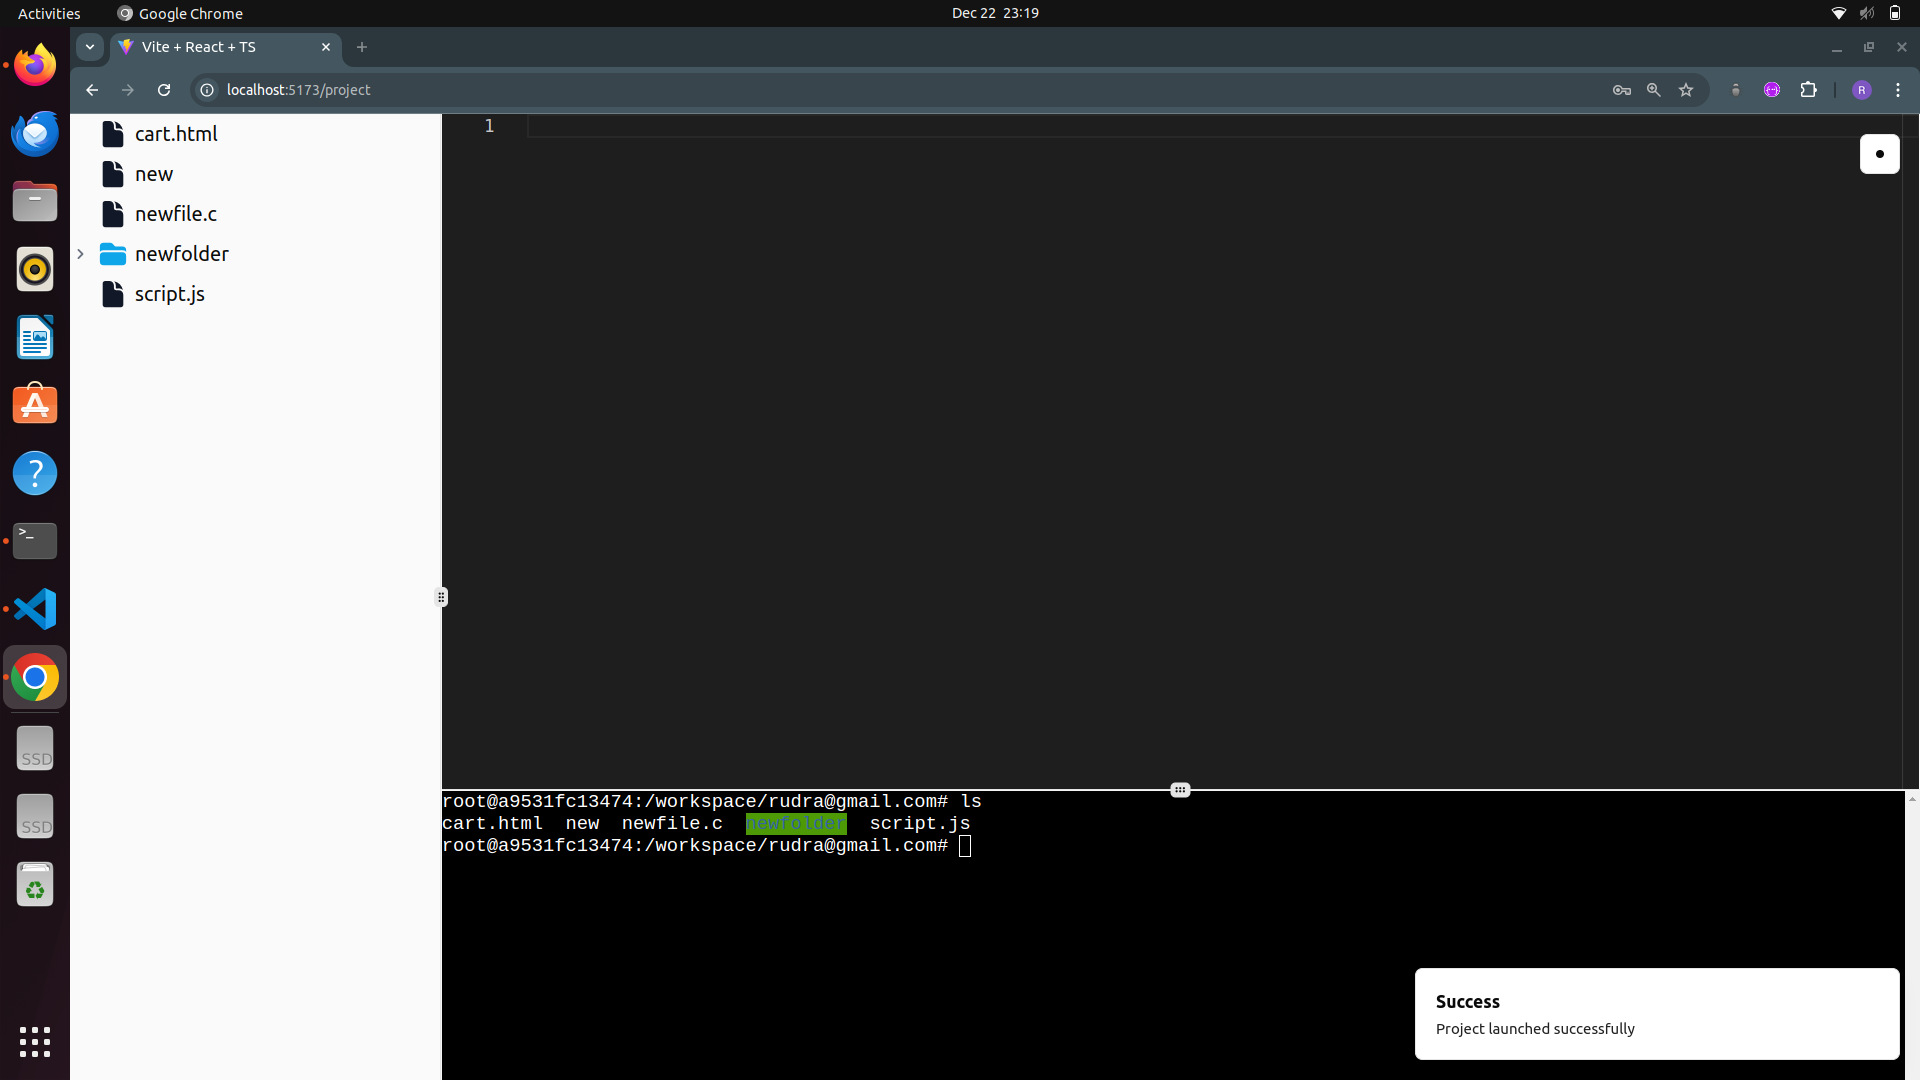 Activities
Google Chrome
Dec 22 23:19
Vite + React + TS
localhost:5173/project
R
cart.html
new
newfile.c
newfolder
script.js
1
root@a9531fc13474:/workspace/rudra@gmail.com# ls
cart.html new newfile.c newfolder script.js
root@a9531fc13474:/workspace/rudra@gmail.com#
Success
Project launched successfully
?
>_
SSD
SSD